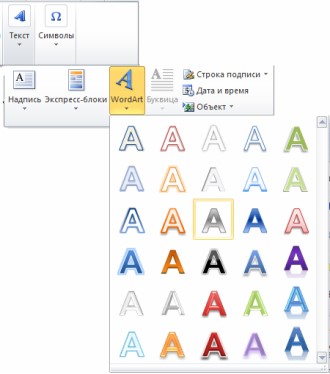 Текст Символы
Надпись Экспресс-блоки WordArt Буквица
Строка подписи
Дата и время
Объект
A A A A A
A A A A A
A A A A A
A A A A A
A A A A A
A A A A A